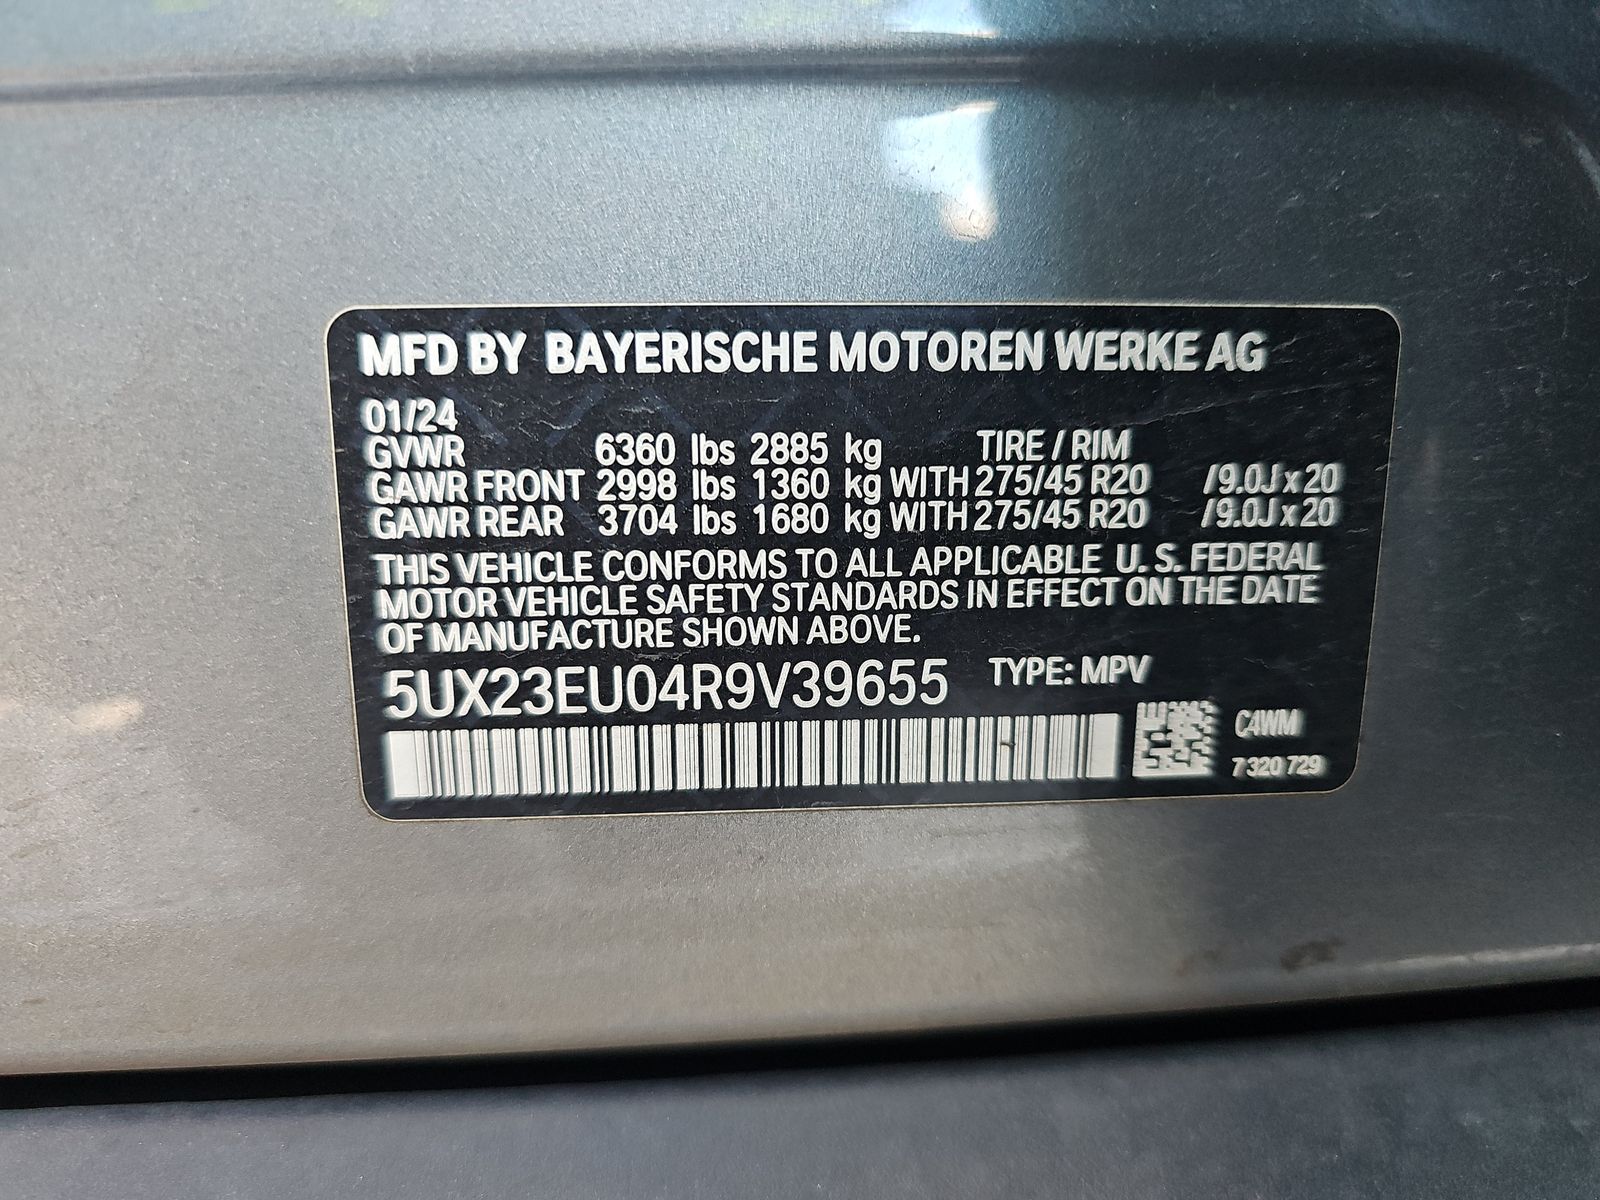 MFD BY BAYERISCHE MOTOREN WERKE AG
01/24
GVWR 6360 lbs 2885 kg TIRE / RIM
GAWR FRONT 2998 lbs 1360 kg WITH 275/45 R20 /9.0J x 20
GAWR REAR 3704 lbs 1680 kg WITH 275/45 R20 /9.0J x 20
THIS VEHICLE CONFORMS TO ALL APPLICABLE U. S. FEDERAL
MOTOR VEHICLE SAFETY STANDARDS IN EFFECT ON THE DATE
OF MANUFACTURE SHOWN ABOVE.
5UX23EU04R9V39655 TYPE: MPV
C4WM
7 320 729